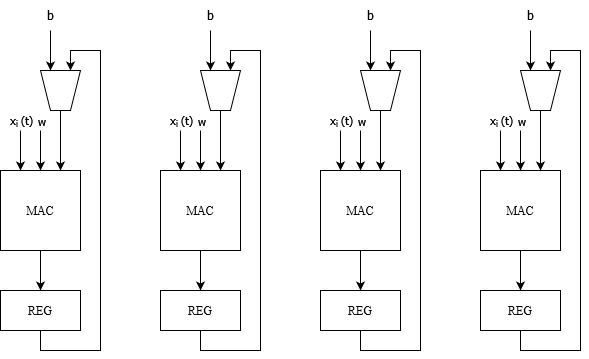 b b b b
xᵢ (t) w xᵢ (t) w xᵢ (t) w xᵢ (t) w
MAC MAC MAC MAC
REG REG REG REG